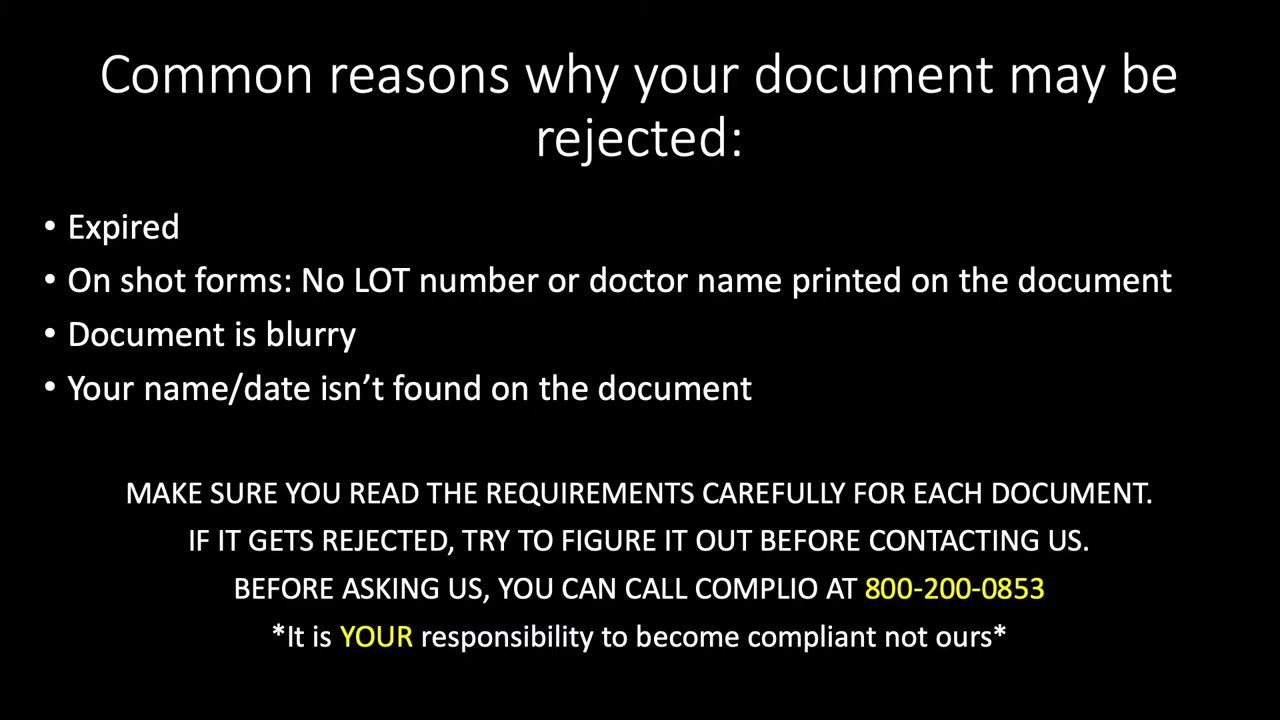 Common reasons why your document may be
rejected:
• Expired
• On shot forms: No LOT number or doctor name printed on the document
• Document is blurry
• Your name/date isn’t found on the document
MAKE SURE YOU READ THE REQUIREMENTS CAREFULLY FOR EACH DOCUMENT.
IF IT GETS REJECTED, TRY TO FIGURE IT OUT BEFORE CONTACTING US.
BEFORE ASKING US, YOU CAN CALL COMPLIO AT 800-200-0853
*It is YOUR responsibility to become compliant not ours*